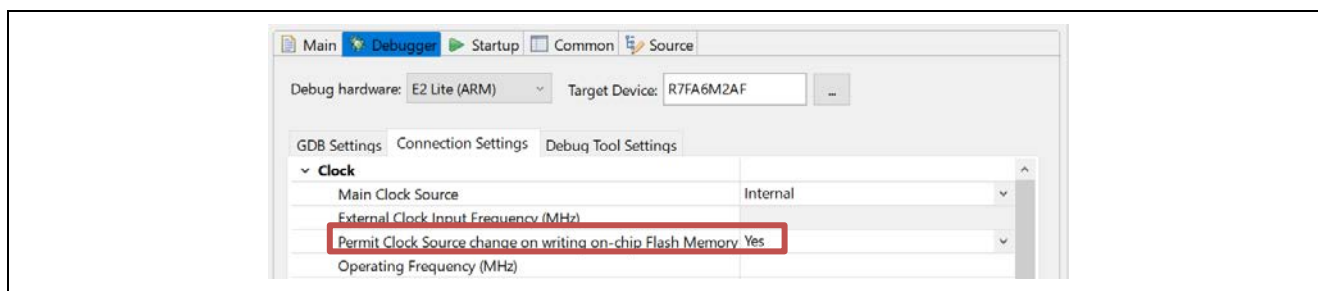 Main Debugger Startup Common Source
Debug hardware: E2 Lite (ARM) Target Device: R7FA6M2AF ...
GDB Settings Connection Settings Debug Tool Settings
Clock
Main Clock Source Internal
External Clock Input Frequency (MHz)
Permit Clock Source change on writing on-chip Flash Memory Yes
Operating Frequency (MHz)